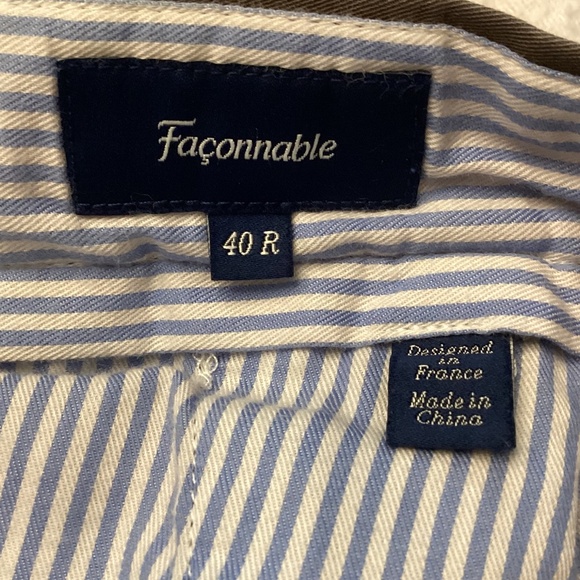 Façonnable
40 R
Designed
in
France
Made in
China